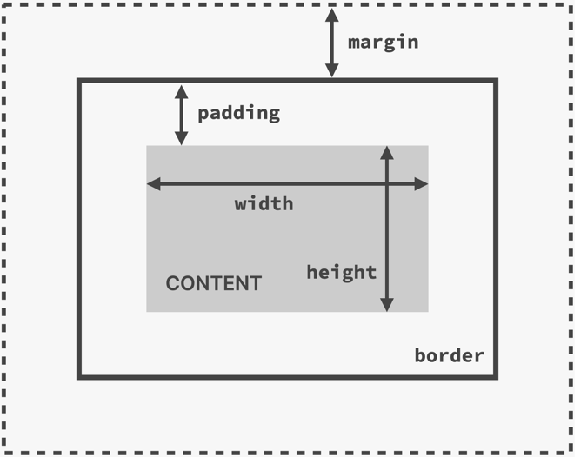 margin
padding
width
height
CONTENT
border